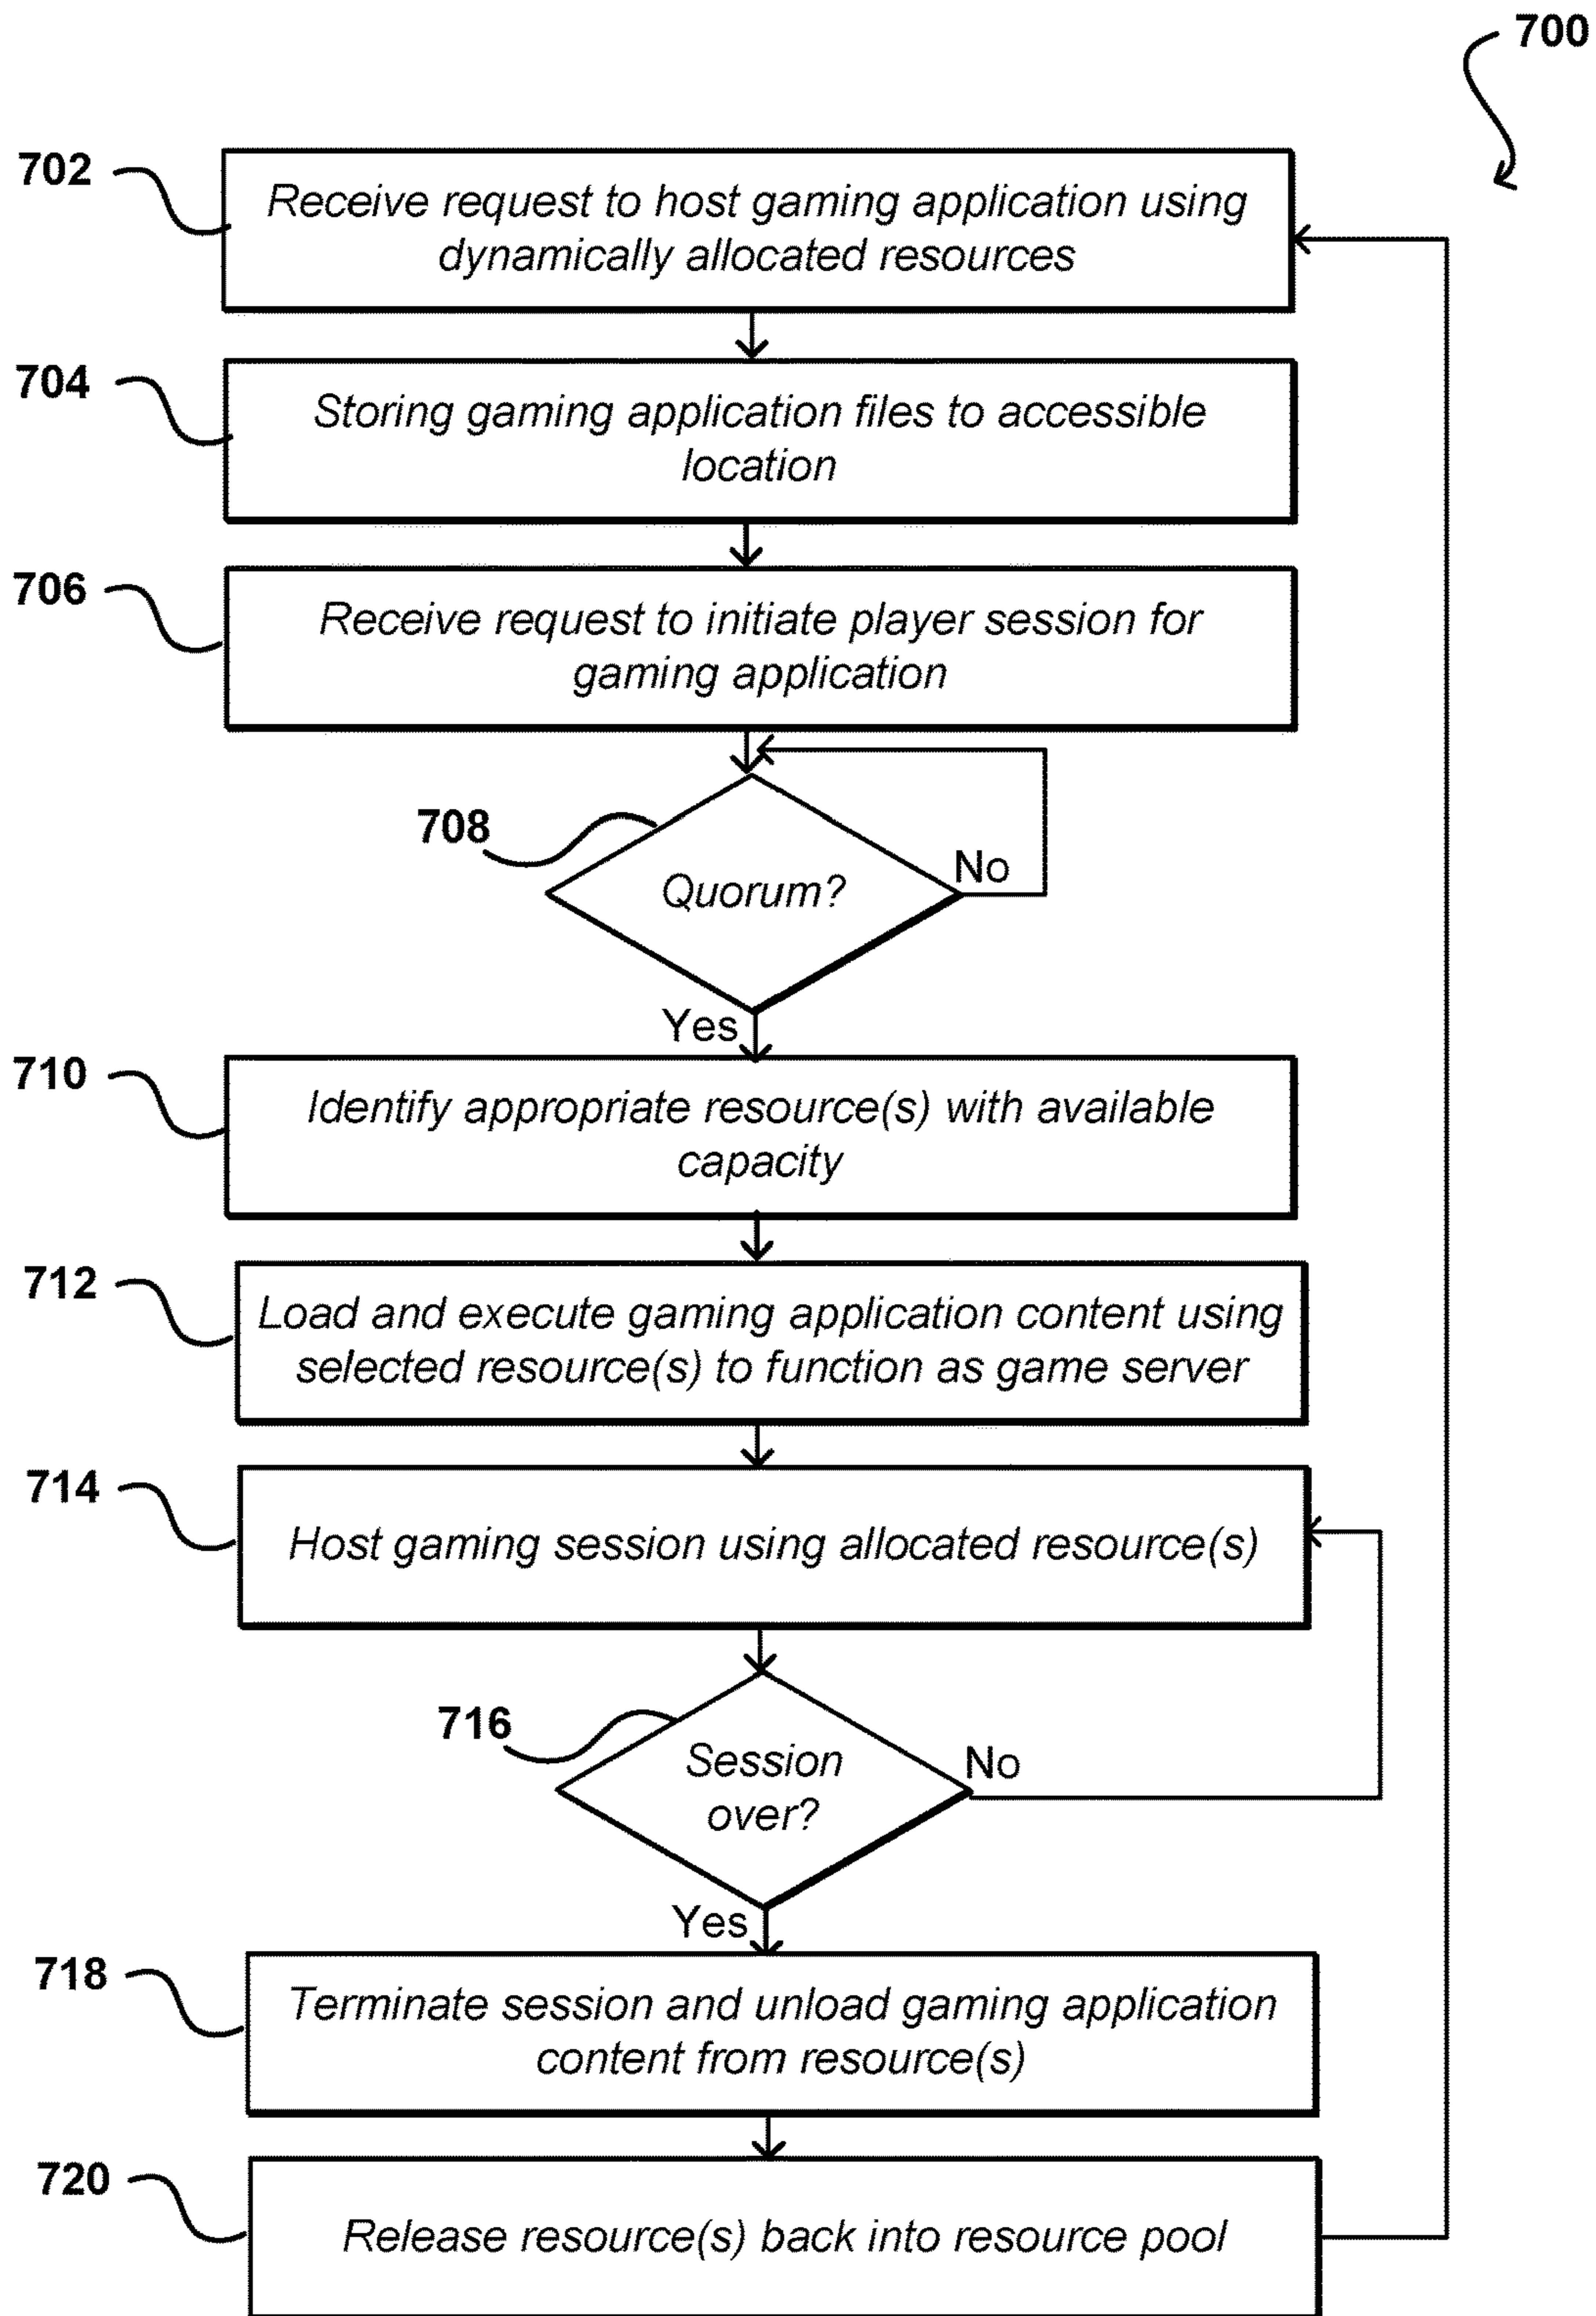 700
702
Receive request to host gaming application using
dynamically allocated resources
704
Storing gaming application files to accessible
location
706
Receive request to initiate player session for
gaming application
708
Quorum?
No
Yes
710
Identify appropriate resource(s) with available
capacity
712
Load and execute gaming application content using
selected resource(s) to function as game server
714
Host gaming session using allocated resource(s)
716
Session
over?
No
Yes
718
Terminate session and unload gaming application
content from resource(s)
720
Release resource(s) back into resource pool